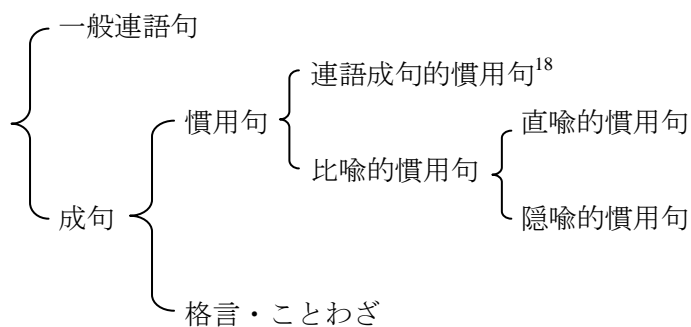 一般連語句
連語成句的慣用句18
慣用句
直喩的慣用句
比喩的慣用句
成句
隠喩的慣用句
格言・ことわざ